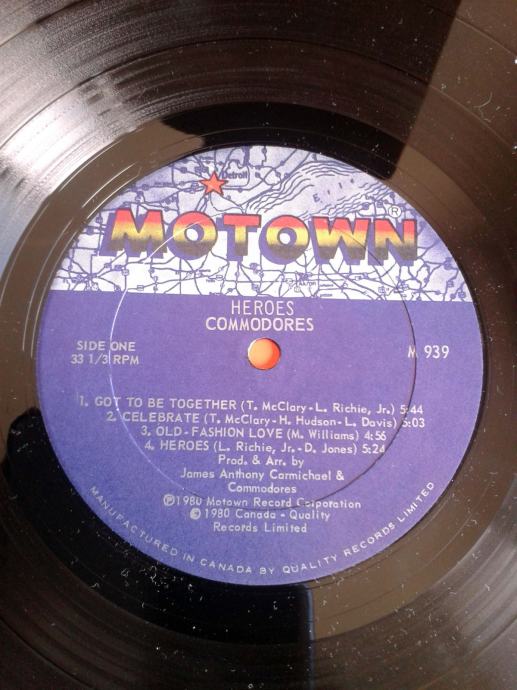 Detroit
Erie
MOTOWN®
HEROES
COMMODORES
SIDE ONE
33 1/3 RPM
M 939
1. GOT TO BE TOGETHER (T. McClary-L. Richie, Jr.) 5:44
2. CELEBRATE (T. McClary-H. Hudson-L. Davis) 5:03
3. OLD-FASHION LOVE (M. Williams) 4:56
4. HEROES (L. Richie, Jr.-D. Jones) 5:24
Prod. & Arr. by
James Anthony Carmichael &
Commodores
℗1980 Motown Record Corporation
©1980 Canada - Quality
Records Limited
MANUFACTURED IN CANADA BY QUALITY RECORDS LIMITED